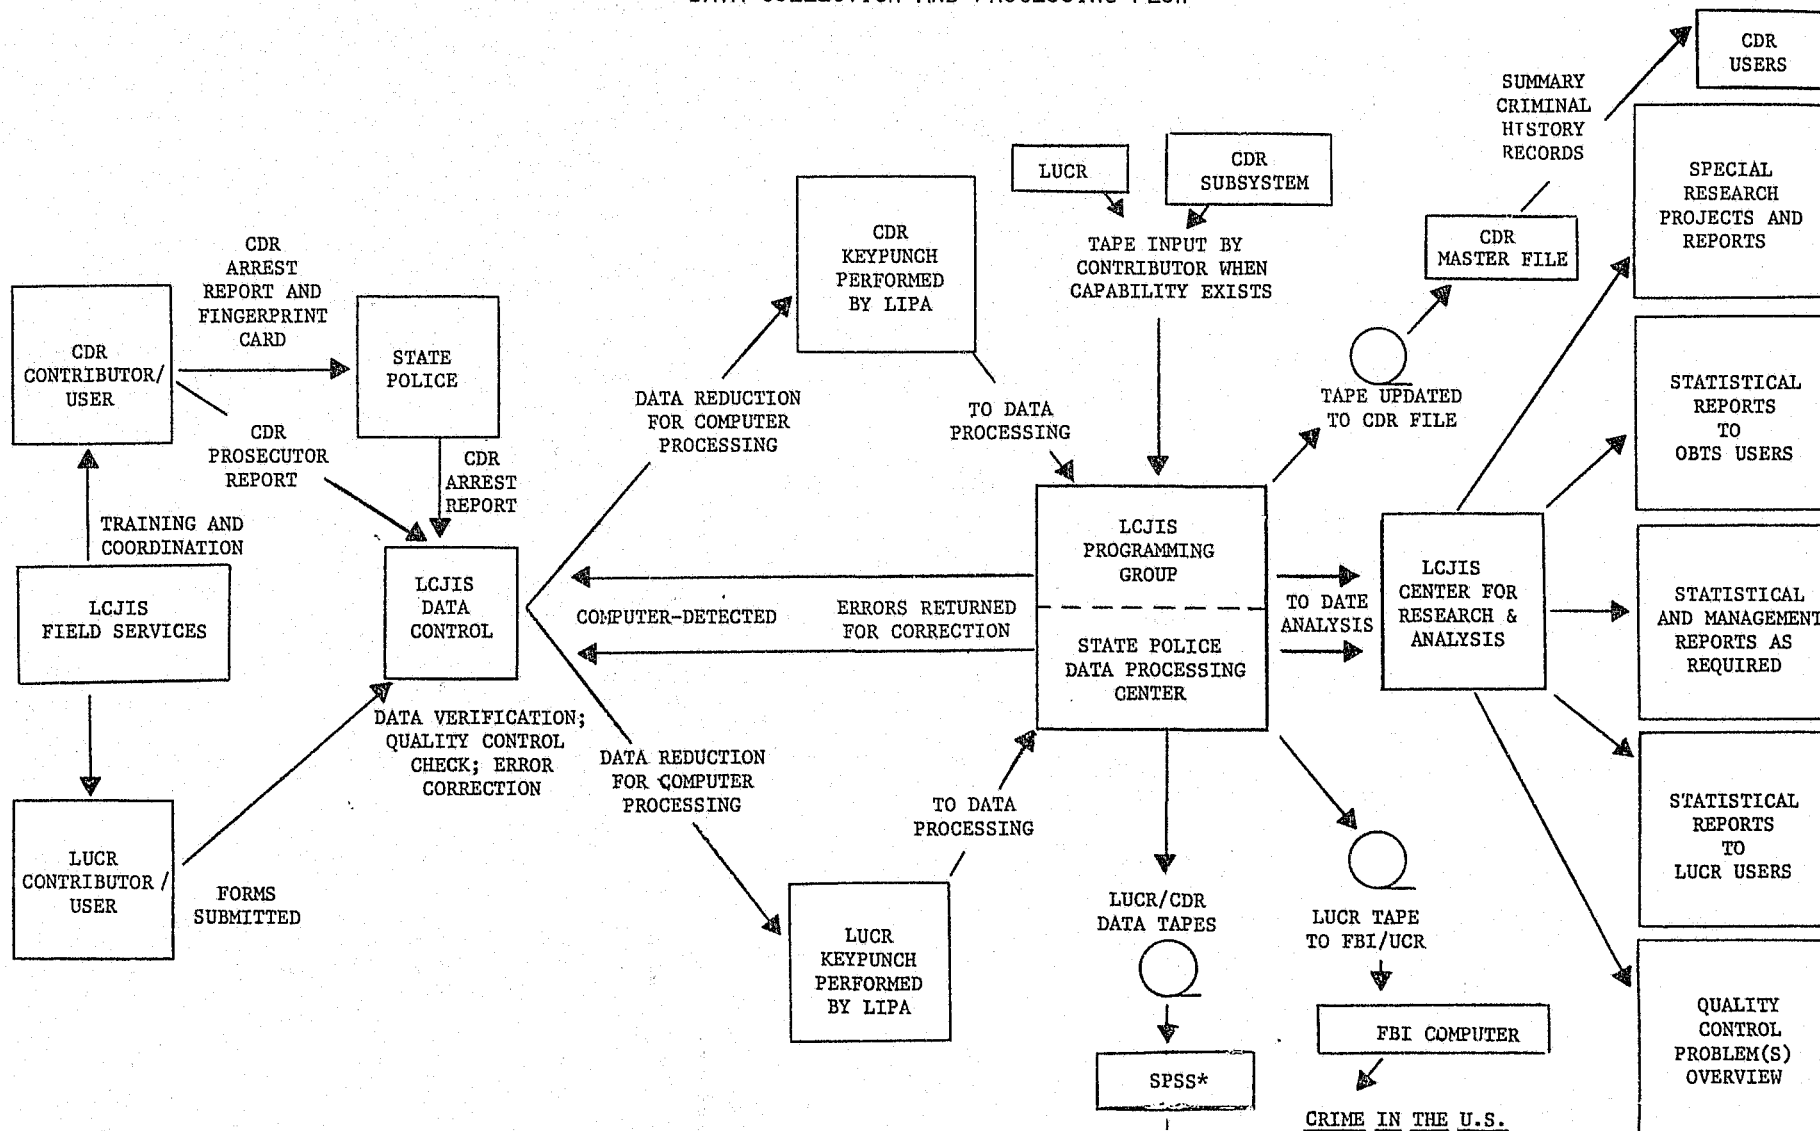 DATA COLLECTION AND PROCESSING FLOW
CDR
USERS
SUMMARY
CRIMINAL
HISTORY
RECORDS
SPECIAL
RESEARCH
PROJECTS AND
REPORTS
LUCR
CDR
SUBSYSTEM
CDR
KEYPUNCH
PERFORMED
BY LIPA
TAPE INPUT BY
CONTRIBUTOR WHEN
CAPABILITY EXISTS
CDR
MASTER FILE
CDR
ARREST
REPORT AND
FINGERPRINT
CARD
CDR
CONTRIBUTOR/
USER
STATE
POLICE
DATA REDUCTION
FOR COMPUTER
PROCESSING
TO DATA
PROCESSING
TAPE UPDATED
TO CDR FILE
STATISTICAL
REPORTS
TO
OBTS USERS
CDR
PROSECUTOR
REPORT
CDR
ARREST
REPORT
TRAINING AND
COORDINATION
LCJIS
FIELD SERVICES
LCJIS
DATA
CONTROL
COMPUTER-DETECTED
ERRORS RETURNED
FOR CORRECTION
LCJIS
PROGRAMMING
GROUP
STATE POLICE
DATA PROCESSING
CENTER
TO DATE
ANALYSIS
LCJIS
CENTER FOR
RESEARCH &
ANALYSIS
STATISTICAL
AND MANAGEMENT
REPORTS AS
REQUIRED
DATA VERIFICATION;
QUALITY CONTROL
CHECK; ERROR
CORRECTION
DATA REDUCTION
FOR COMPUTER
PROCESSING
TO DATA
PROCESSING
STATISTICAL
REPORTS
TO
LUCR USERS
LUCR
CONTRIBUTOR/
USER
FORMS
SUBMITTED
LUCR
KEYPUNCH
PERFORMED
BY LIPA
LUCR/CDR
DATA TAPES
LUCR TAPE
TO FBI/UCR
SPSS*
FBI COMPUTER
CRIME IN THE U.S.
QUALITY
CONTROL
PROBLEM(S)
OVERVIEW